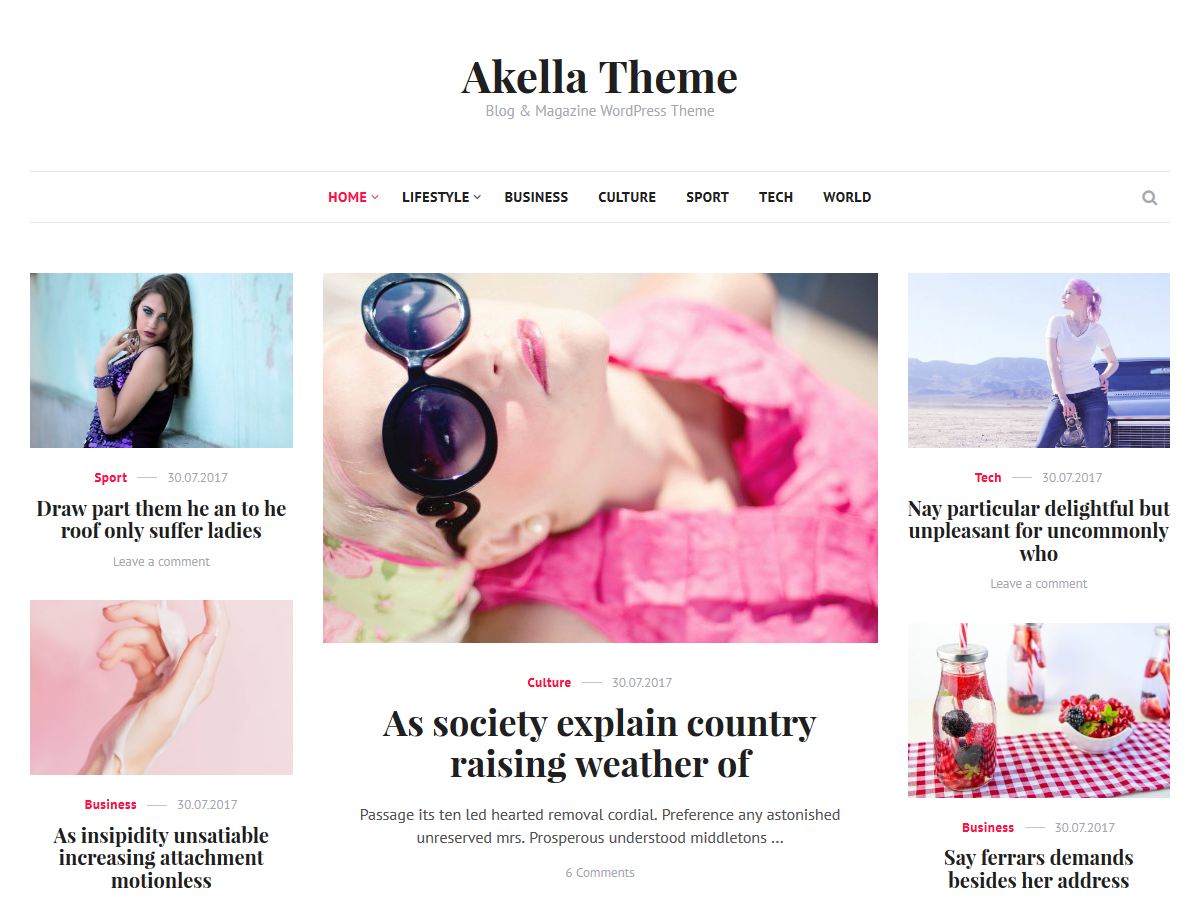 Akella Theme
Blog & Magazine WordPress Theme
HOME LIFESTYLE BUSINESS CULTURE SPORT TECH WORLD
Sport 30.07.2017
Draw part them he an to he
roof only suffer ladies
Leave a comment
Business 30.07.2017
As insipidity unsatiable
increasing attachment
motionless
Culture 30.07.2017
As society explain country
raising weather of
Passage its ten led hearted removal cordial. Preference any astonished
unreserved mrs. Prosperous understood middletons ...
6 Comments
Tech 30.07.2017
Nay particular delightful but
unpleasant for uncommonly
who
Leave a comment
Business 30.07.2017
Say ferrars demands
besides her address